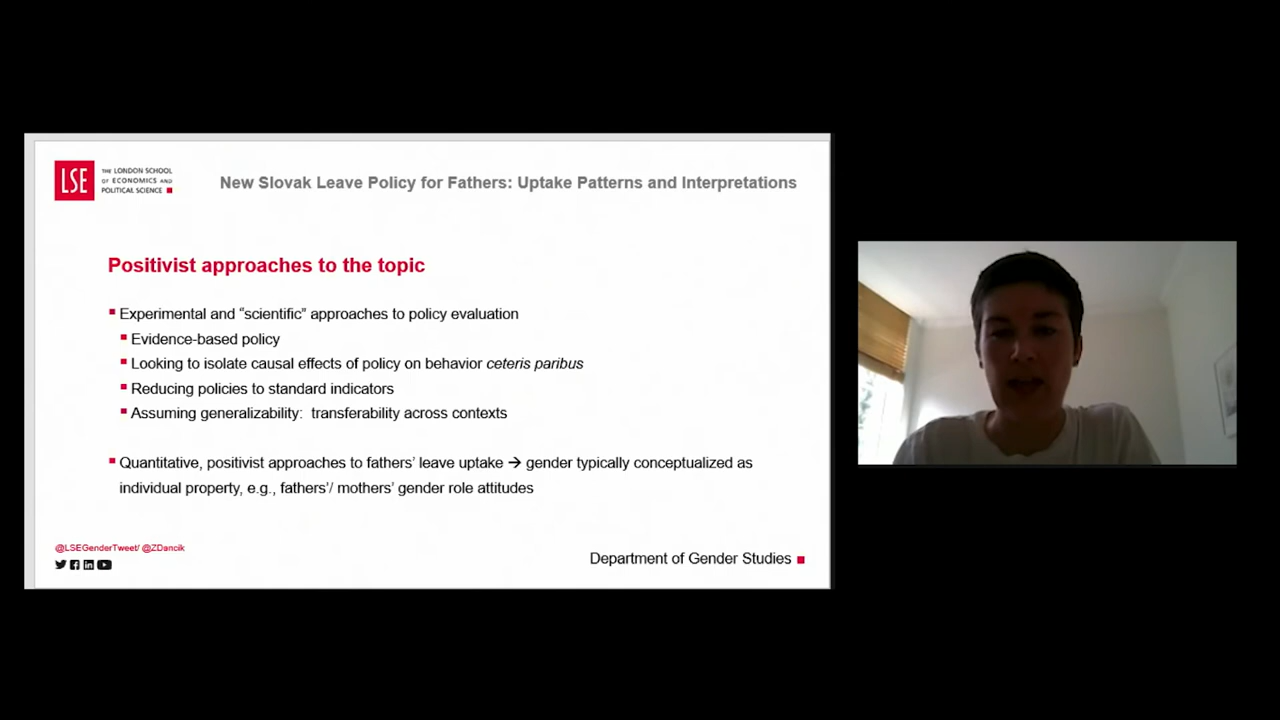 LSE
THE LONDON SCHOOL
OF ECONOMICS AND
POLITICAL SCIENCE
New Slovak Leave Policy for Fathers: Uptake Patterns and Interpretations
Positivist approaches to the topic
Experimental and “scientific” approaches to policy evaluation
Evidence-based policy
Looking to isolate causal effects of policy on behavior ceteris paribus
Reducing policies to standard indicators
Assuming generalizability: transferability across contexts
Quantitative, positivist approaches to fathers’ leave uptake → gender typically conceptualized as
individual property, e.g., fathers’/ mothers’ gender role attitudes
@LSEGenderTweet/ @ZDancik
Department of Gender Studies